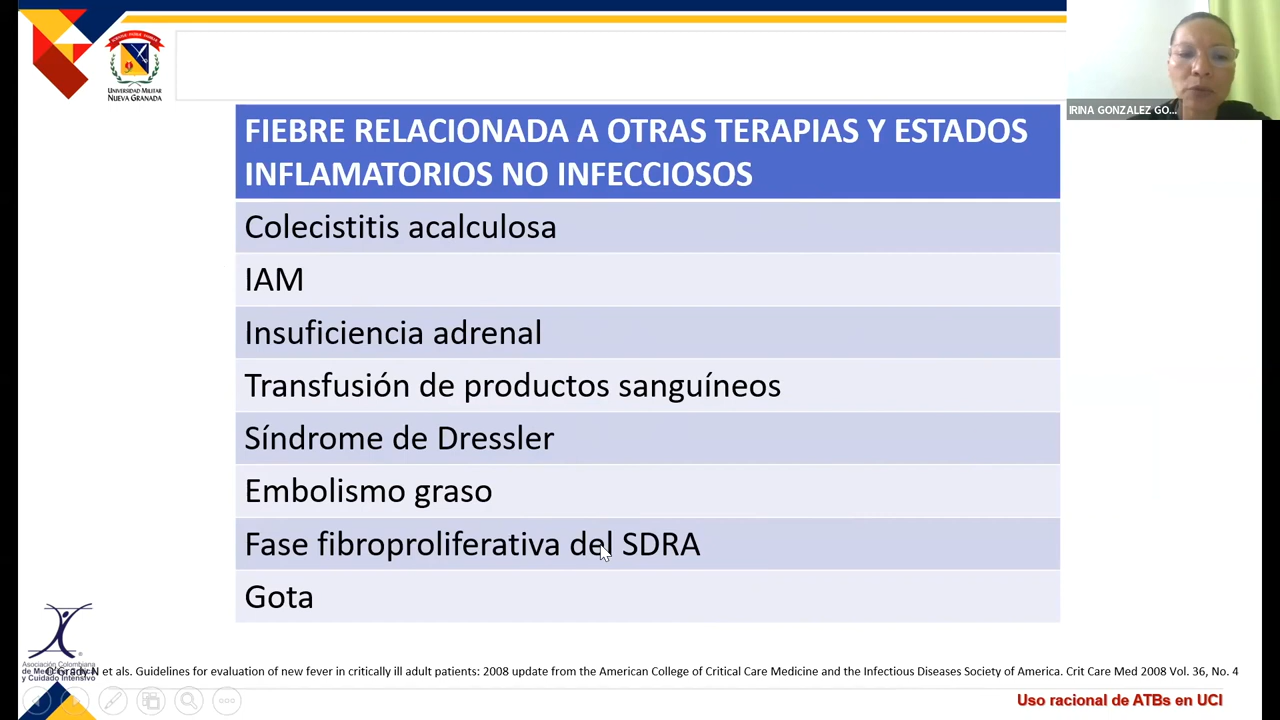 UNIVERSIDAD MILITAR
NUEVA GRANADA
IRINA GONZALEZ GO...
FIEBRE RELACIONADA A OTRAS TERAPIAS Y ESTADOS
INFLAMATORIOS NO INFECCIOSOS
Colecistitis acalculosa
IAM
Insuficiencia adrenal
Transfusión de productos sanguíneos
Síndrome de Dressler
Embolismo graso
Fase fibroproliferativa del SDRA
Gota
Asociación Colombiana
N et als. Guidelines for evaluation of new fever in critically ill adult patients: 2008 update from the American College of Critical Care Medicine and the Infectious Diseases Society of America. Crit Care Med 2008 Vol. 36, No. 4
y Cuidado Intensivo
Uso racional de ATBs en UCI